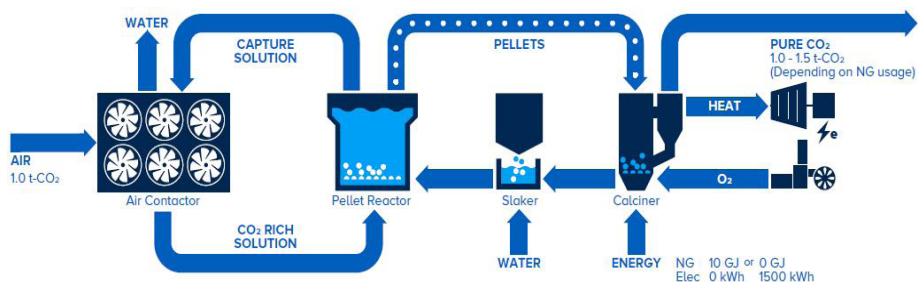 WATER
CAPTURE
SOLUTION
PELLETS
PURE CO₂
1.0 - 1.5 t-CO₂
(Depending on NG usage)
HEAT
e
AIR
1.0 t-CO₂
O₂
Air Contactor
Pellet Reactor
Slaker
Calciner
CO₂ RICH
SOLUTION
WATER
ENERGY
NG 10 GJ or 0 GJ
Elec 0 kWh 1500 kWh